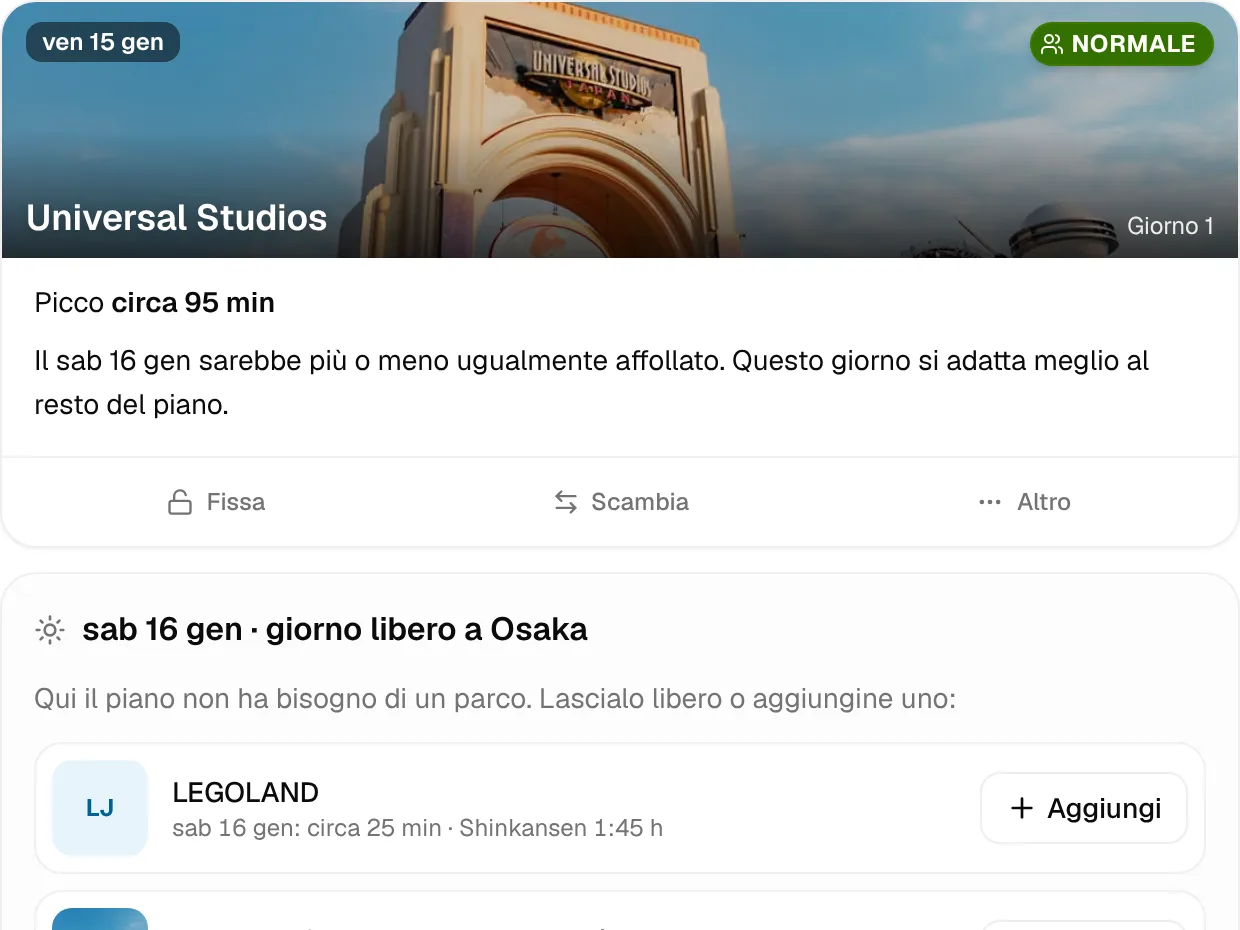 ven 15 gen
NORMALE
UNIVERSAL STUDIOS
JAPAN
Universal Studios
Giorno 1
Picco circa 95 min
Il sab 16 gen sarebbe più o meno ugualmente affollato. Questo giorno si adatta meglio al
resto del piano.
Fissa
Scambia
Altro
sab 16 gen · giorno libero a Osaka
Qui il piano non ha bisogno di un parco. Lascialo libero o aggiungine uno:
LJ
LEGOLAND
sab 16 gen: circa 25 min · Shinkansen 1:45 h
Aggiungi